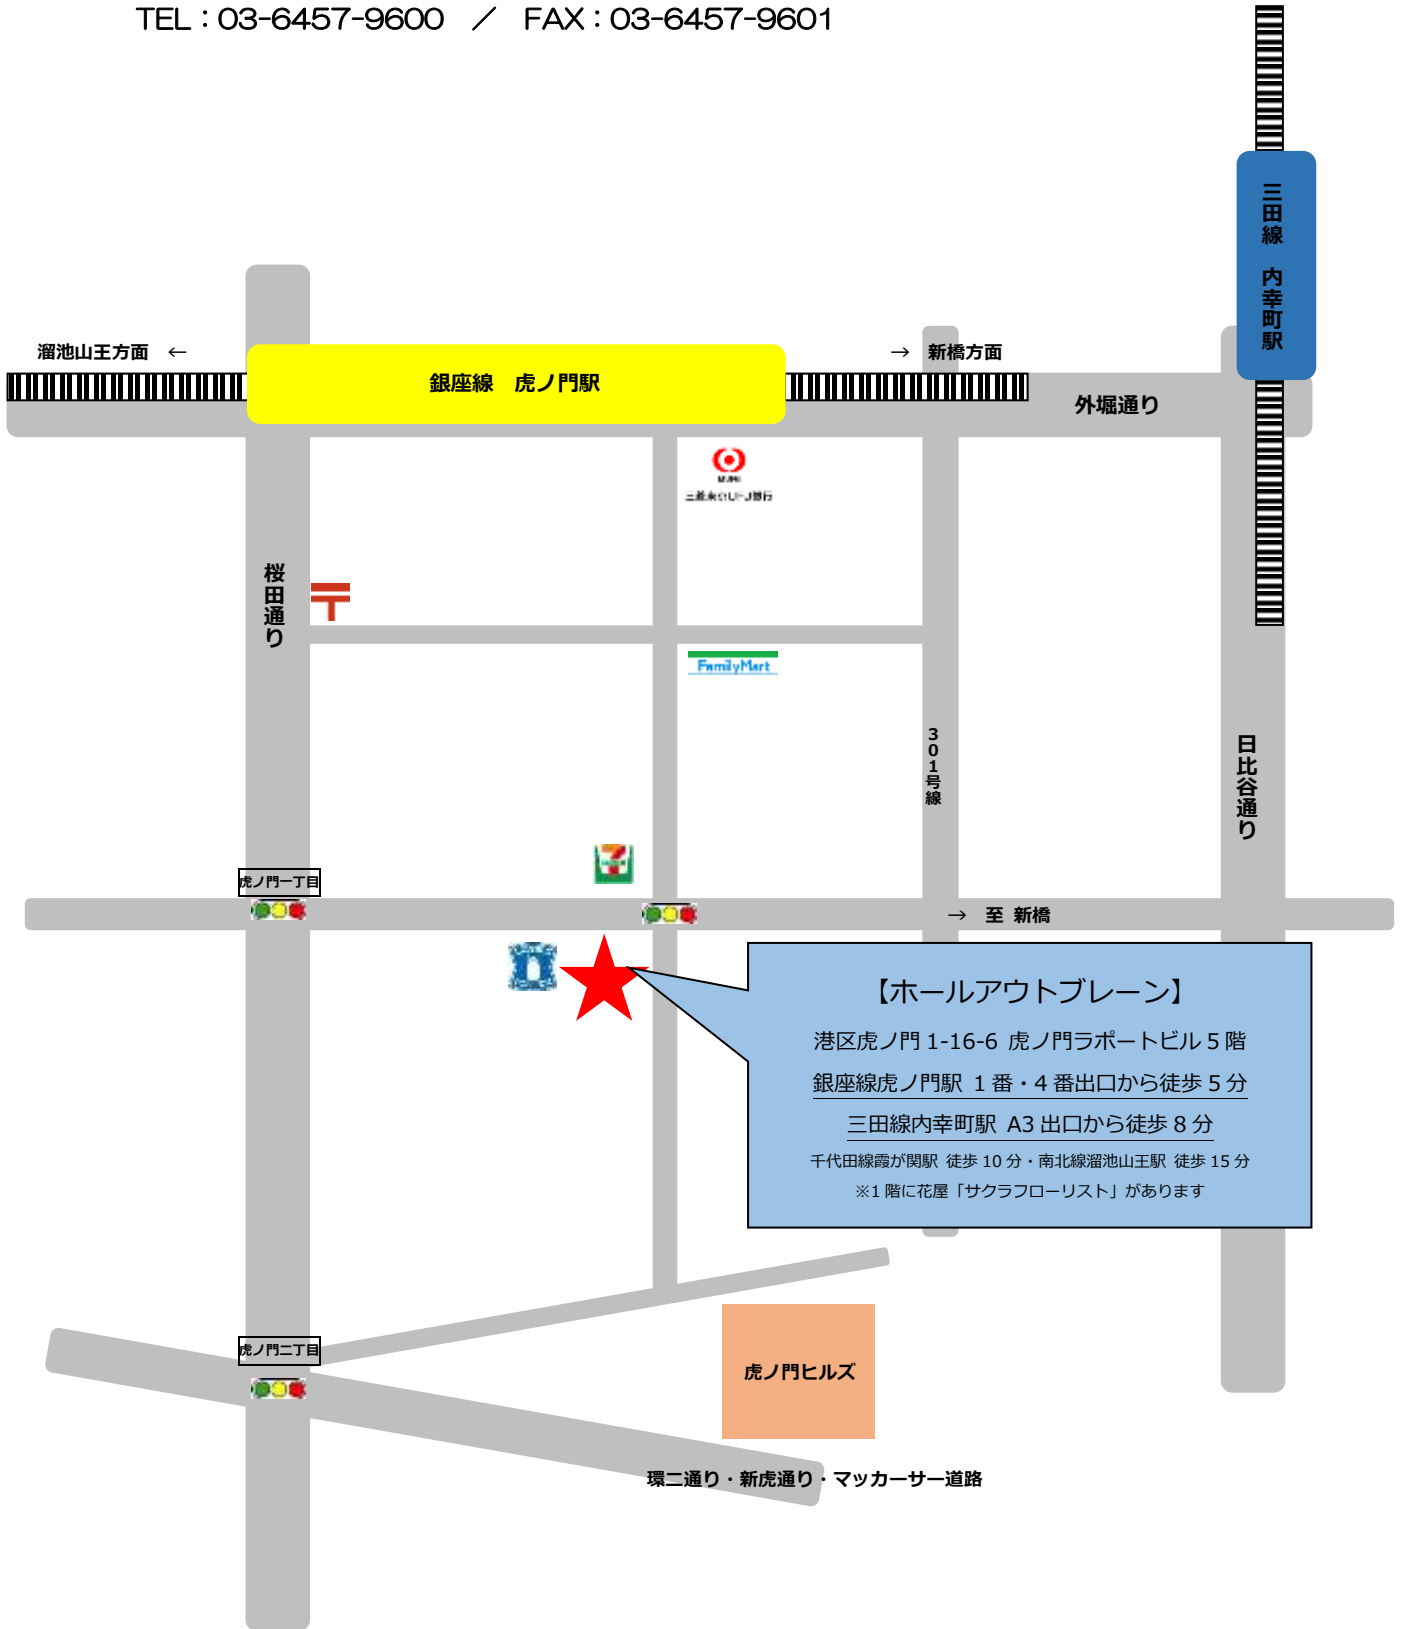 TEL：03-6457-9600　／　FAX：03-6457-9601
三田線　内幸町駅
溜池山王方面　←
→　新橋方面
銀座線　虎ノ門駅
外堀通り
桜田通り
FamilyMart
301号線
日比谷通り
虎ノ門一丁目
→　至 新橋
【ホールアウトブレーン】
港区虎ノ門 1-16-6 虎ノ門ラポートビル 5 階
銀座線虎ノ門駅 1 番・4 番出口から徒歩 5 分
三田線内幸町駅 A3 出口から徒歩 8 分
千代田線霞が関駅 徒歩 10 分・南北線溜池山王駅 徒歩 15 分
※1 階に花屋「サクラフローリスト」があります
虎ノ門二丁目
虎ノ門ヒルズ
環二通り・新虎通り・マッカーサー道路